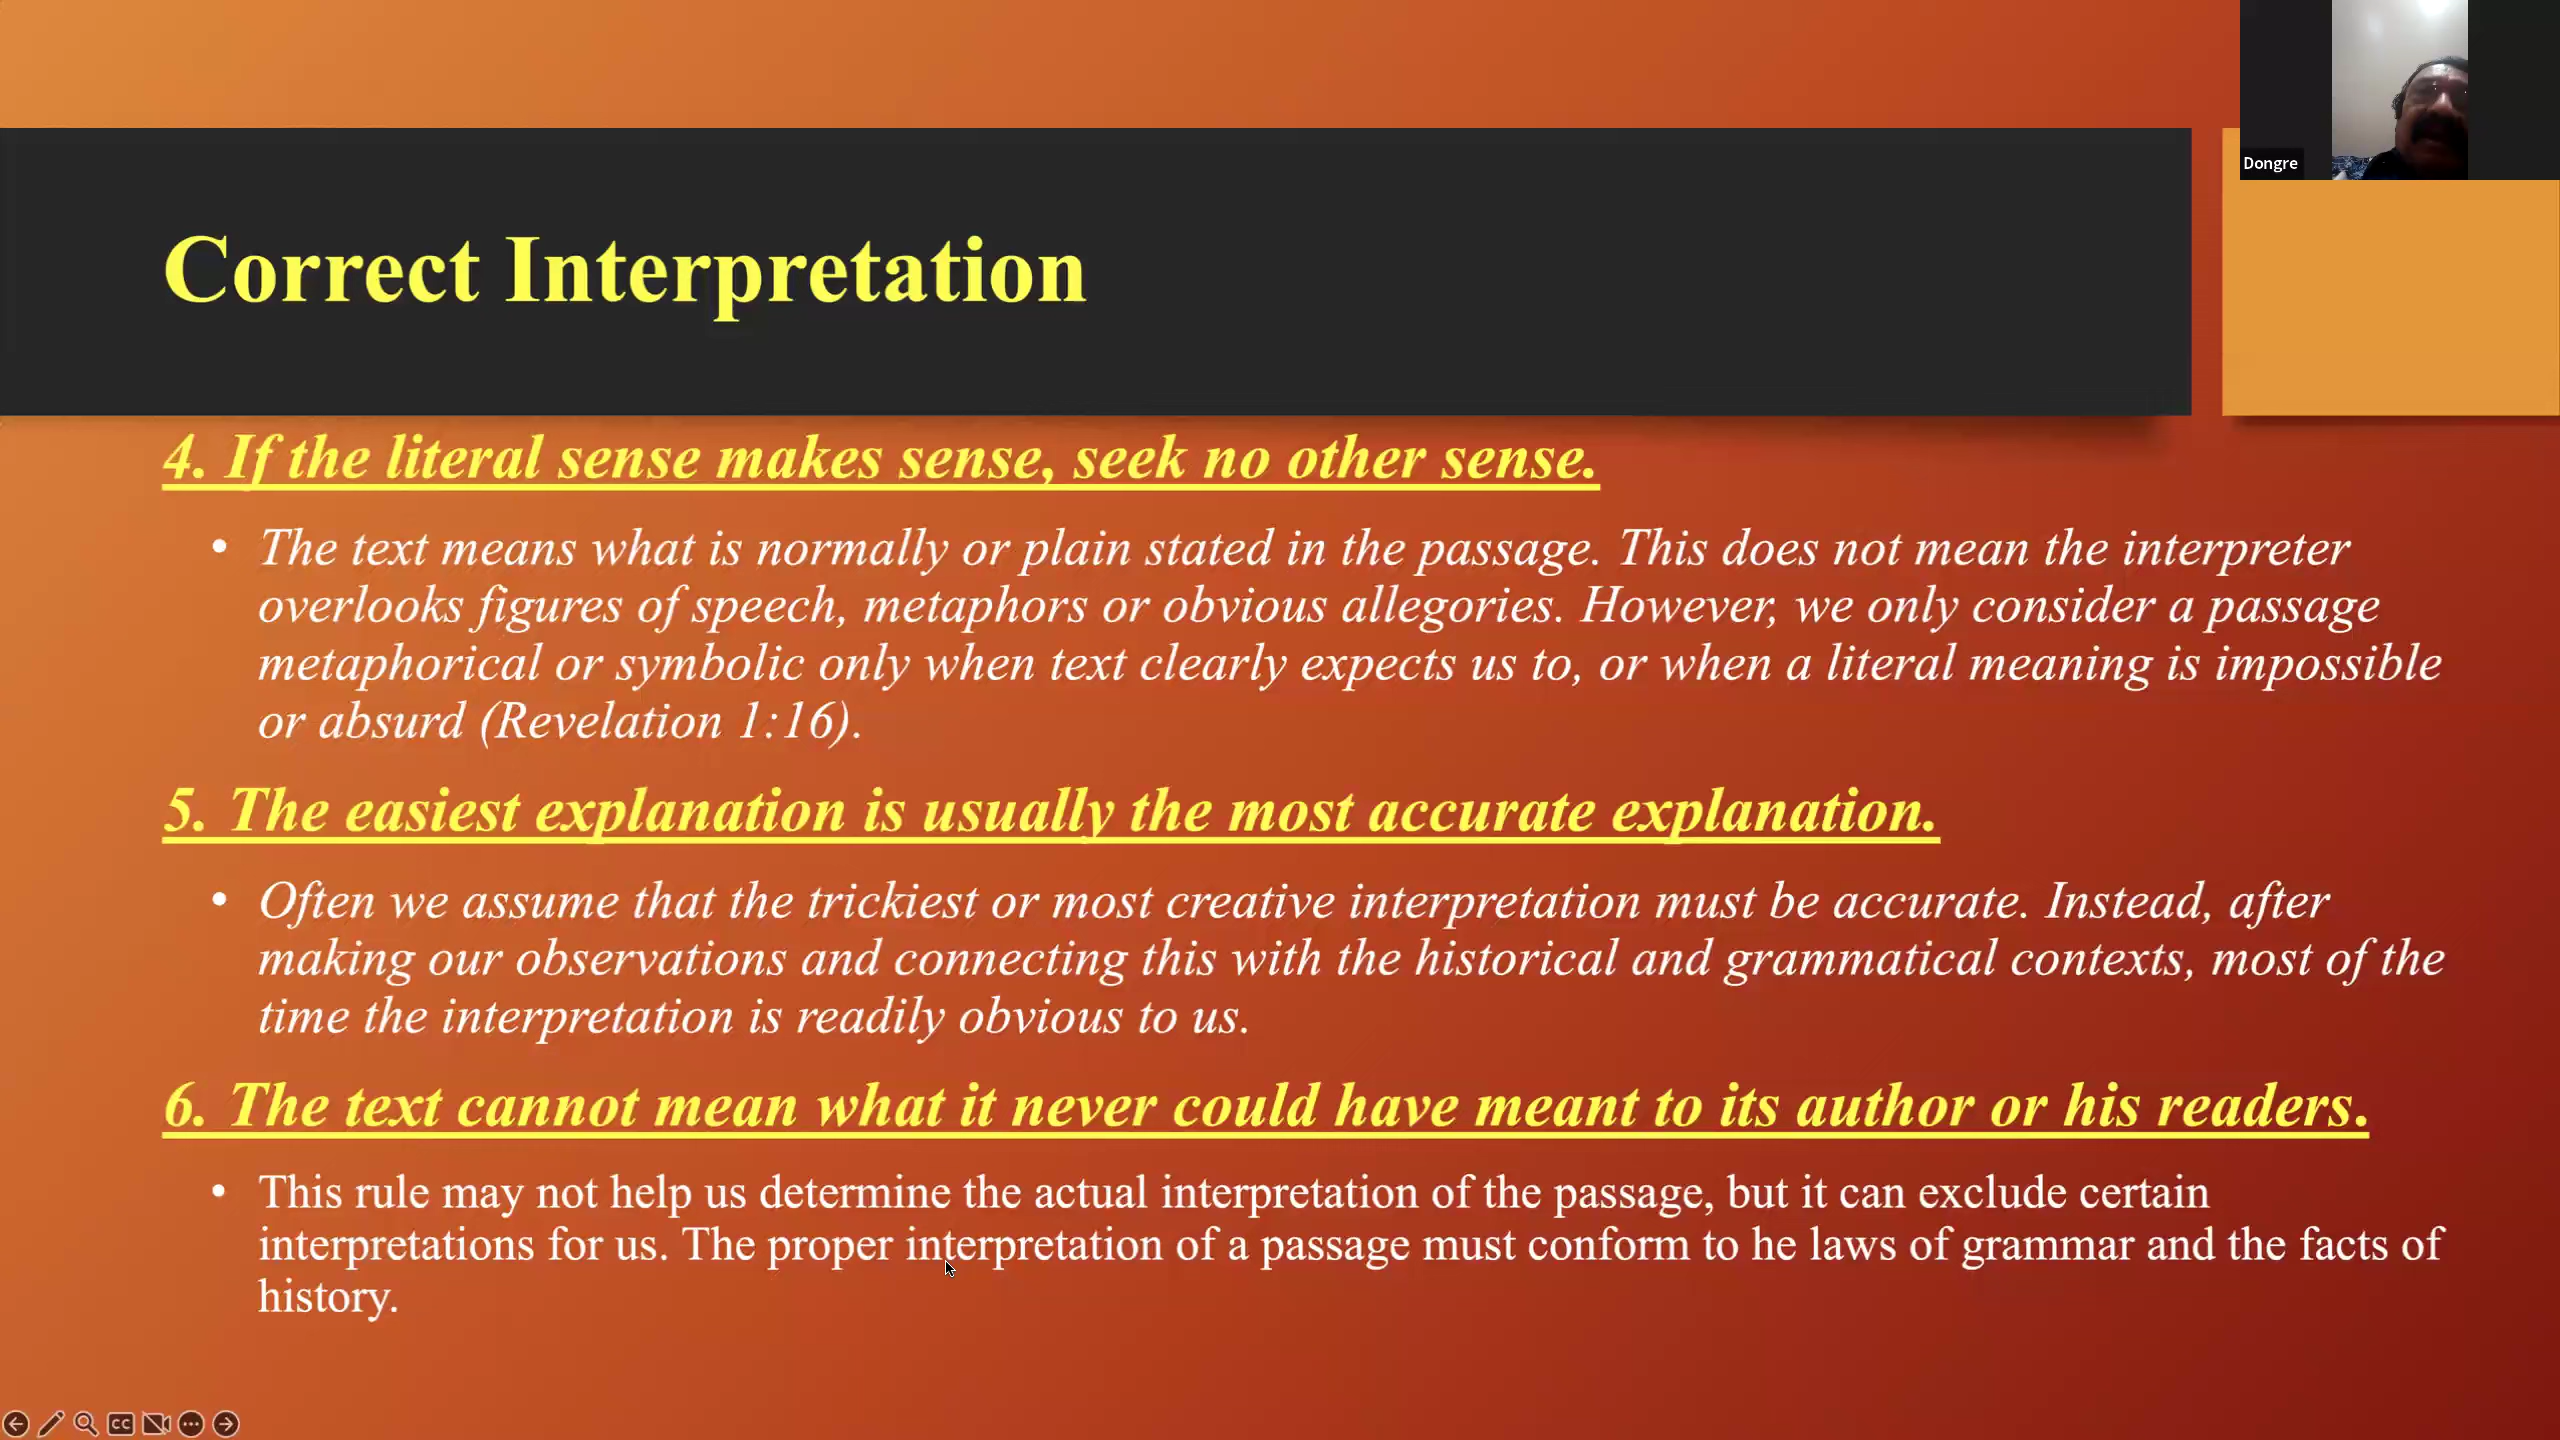 Dongre
Correct Interpretation
4. If the literal sense makes sense, seek no other sense.
• The text means what is normally or plain stated in the passage. This does not mean the interpreter
overlooks figures of speech, metaphors or obvious allegories. However, we only consider a passage
metaphorical or symbolic only when text clearly expects us to, or when a literal meaning is impossible
or absurd (Revelation 1:16).
5. The easiest explanation is usually the most accurate explanation.
• Often we assume that the trickiest or most creative interpretation must be accurate. Instead, after
making our observations and connecting this with the historical and grammatical contexts, most of the
time the interpretation is readily obvious to us.
6. The text cannot mean what it never could have meant to its author or his readers.
• This rule may not help us determine the actual interpretation of the passage, but it can exclude certain
interpretations for us. The proper interpretation of a passage must conform to he laws of grammar and the facts of
history.
CC